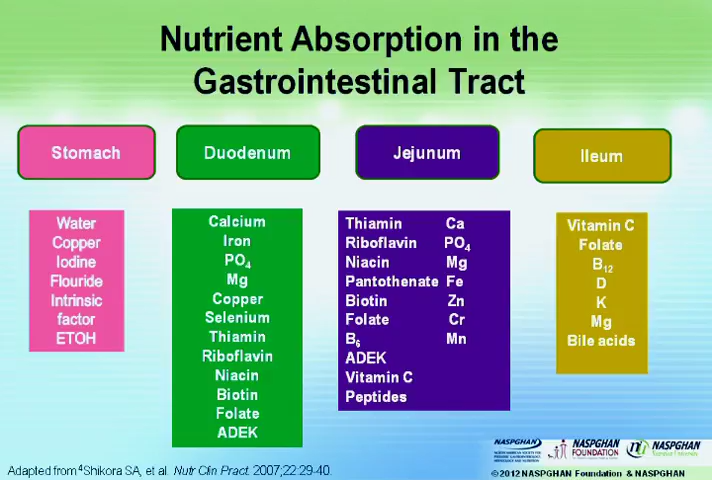 Nutrient Absorption in the
Gastrointestinal Tract
Stomach
Duodenum
Jejunum
Ileum
Water
Copper
Iodine
Flouride
Intrinsic
factor
ETOH
Calcium
Iron
PO₄
Mg
Copper
Selenium
Thiamin
Riboflavin
Niacin
Biotin
Folate
ADEK
Thiamin Ca
Riboflavin PO₄
Niacin Mg
Pantothenate Fe
Biotin Zn
Folate Cr
B₆ Mn
ADEK
Vitamin C
Peptides
Vitamin C
Folate
B₁₂
D
K
Mg
Bile acids
NASPGHAN
NASPGHAN
FOUNDATION
NASPGHAN
Adapted from ⁴Shikora SA, et al. Nutr Clin Pract. 2007;22:29-40.
©2012 NASPGHAN Foundation & NASPGHAN